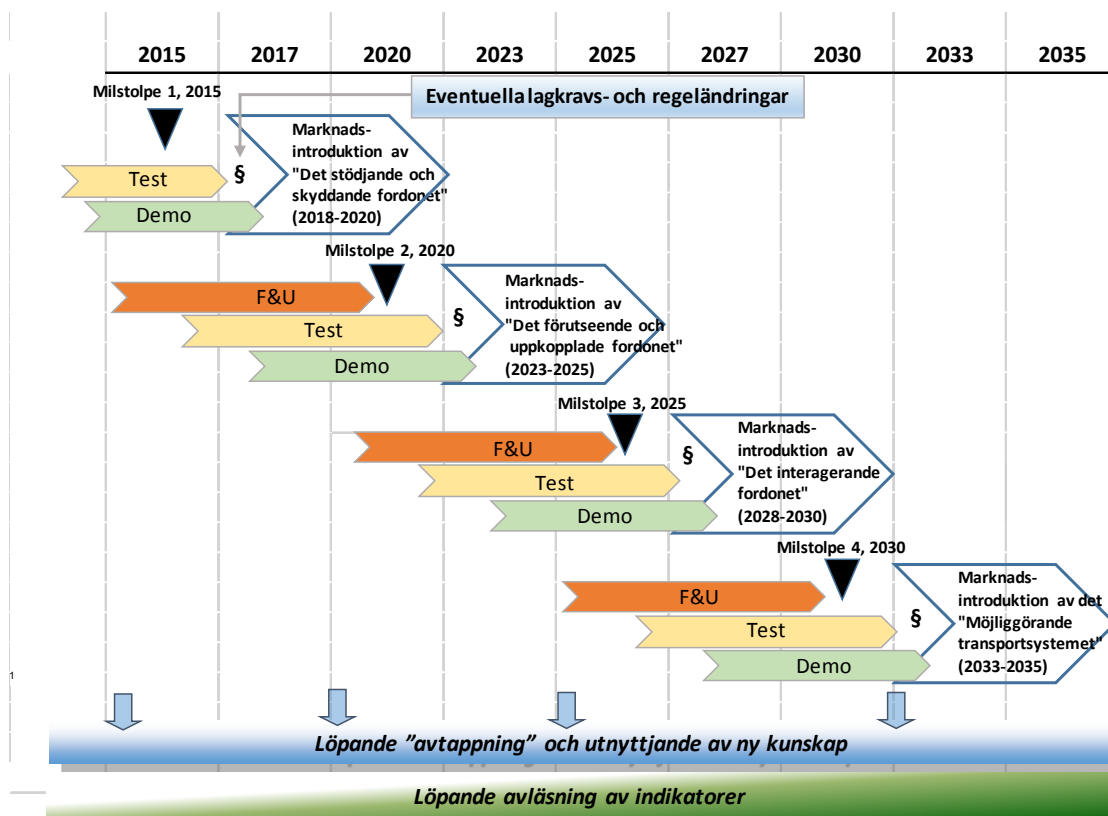 2015 2017 2020 2023 2025 2027 2030 2033 2035
Milstolpe 1, 2015
Eventuella lagkravs- och regeländringar
Test
Demo
§
Marknads-
introduktion av
"Det stödjande och
skyddande fordonet"
(2018-2020)
Milstolpe 2, 2020
F&U
Test
Demo
§
Marknads-
introduktion av
"Det förutseende och
uppkopplade fordonet"
(2023-2025)
Milstolpe 3, 2025
F&U
Test
Demo
§
Marknads-
introduktion av
"Det interagerande
fordonet"
(2028-2030)
Milstolpe 4, 2030
F&U
Test
Demo
§
Marknads-
introduktion av det
"Möjliggörande
transportsystemet"
(2033-2035)
1
Löpande "avtappning" och utnyttjande av ny kunskap
Löpande avläsning av indikatorer